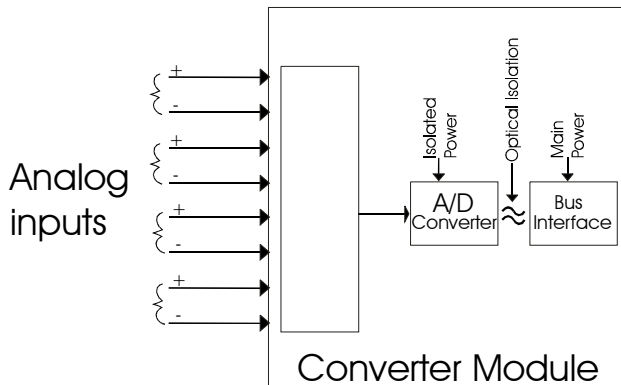 +
-
+
-
+
-
+
-
Analog
inputs
Isolated
Power
Optical Isolation
Main
Power
A/D
Converter
Bus
Interface
Converter Module